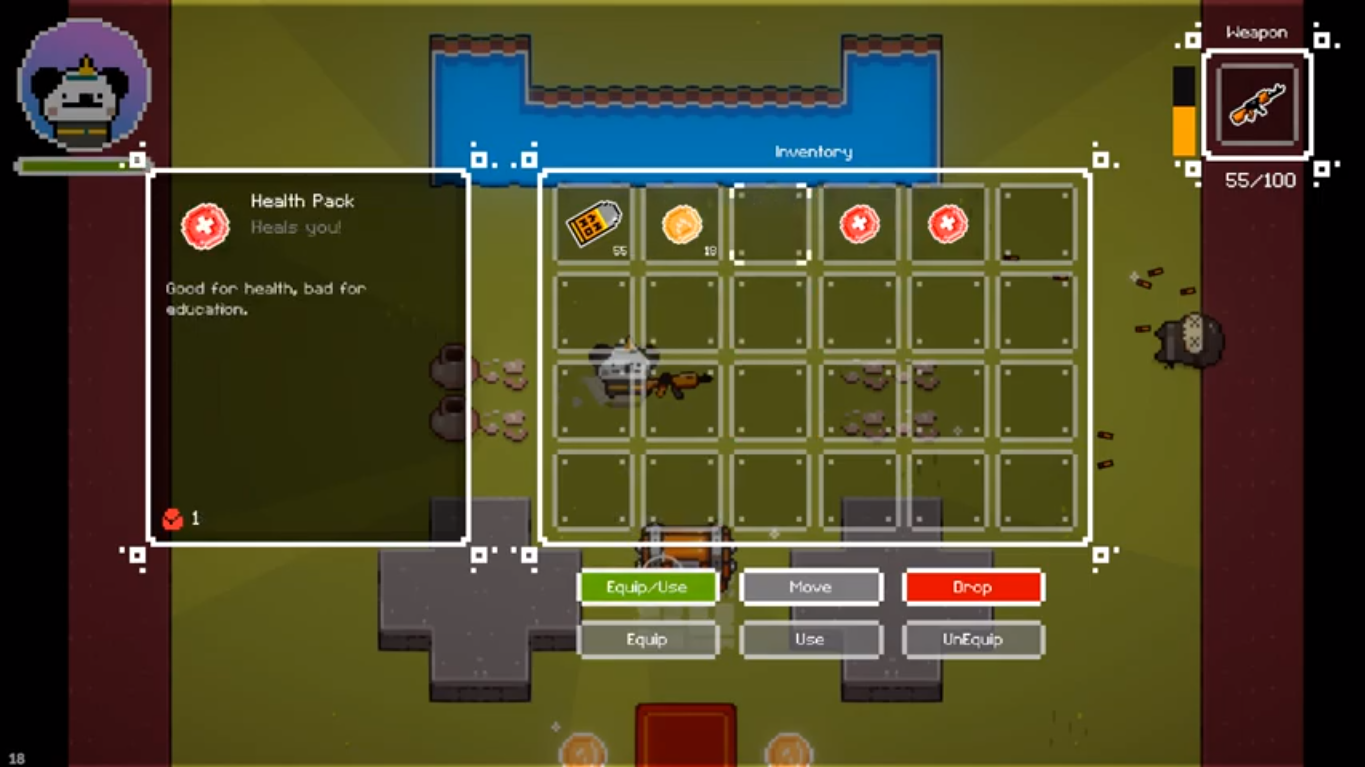 Weapon
Inventory
55/100
Health Pack
Heals you!
55
18
Good for health, bad for
education.
1
Equip/Use
Move
Drop
Equip
Use
UnEquip
18